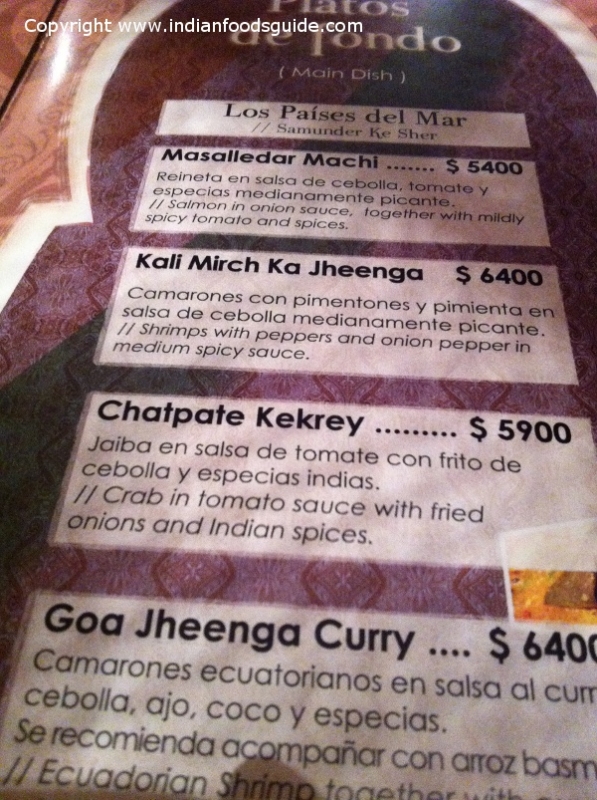 Copyright www.indianfoodsguide.com
Platos
de fondo
( Main Dish )
Los Países del Mar
// Samunder Ke Sher
Masalledar Machi ....... $ 5400
Reineta en salsa de cebolla, tomate y
especias medianamente picante.
// Salmon in onion sauce, together with mildly
spicy tomato and spices.
Kali Mirch Ka Jheenga $ 6400
Camarones con pimentones y pimienta en
salsa de cebolla medianamente picante.
// Shrimps with peppers and onion pepper in
medium spicy sauce.
Chatpate Kekrey ......... $ 5900
Jaiba en salsa de tomate con frito de
cebolla y especias indias.
// Crab in tomato sauce with fried
onions and Indian spices.
Goa Jheenga Curry .... $ 6400
Camarones ecuatorianos en salsa al curr
cebolla, ajo, coco y especias.
Se recomienda acompañar con arroz basm
// Ecuadorian Shrimp together with